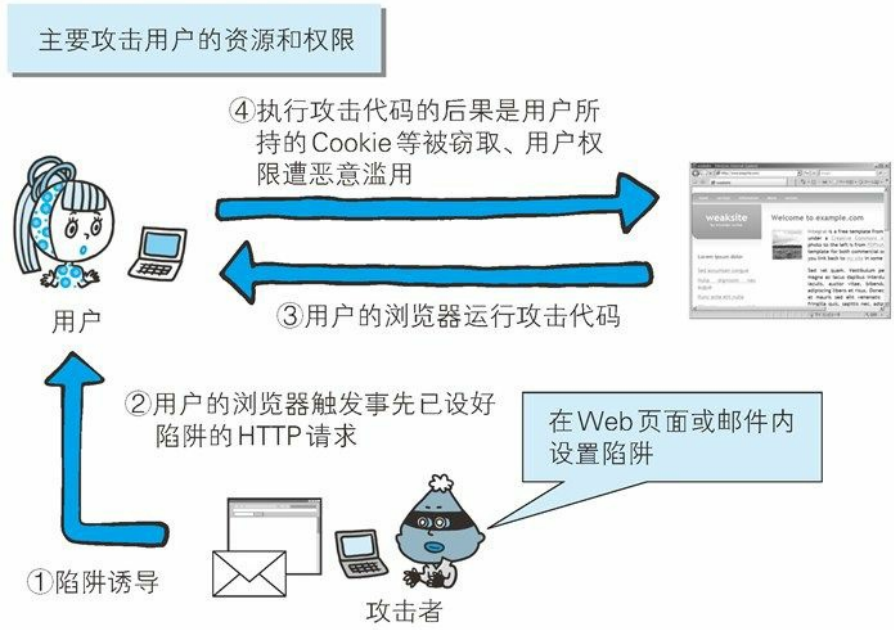 主要攻击用户的资源和权限
④执行攻击代码的后果是用户所
持的Cookie等被窃取、用户权
限遭恶意滥用
weaksite
Welcome to example.com
Lorem ipsum dolor
用户
③用户的浏览器运行攻击代码
②用户的浏览器触发事先已设好
陷阱的HTTP请求
在Web页面或邮件内
设置陷阱
①陷阱诱导
攻击者